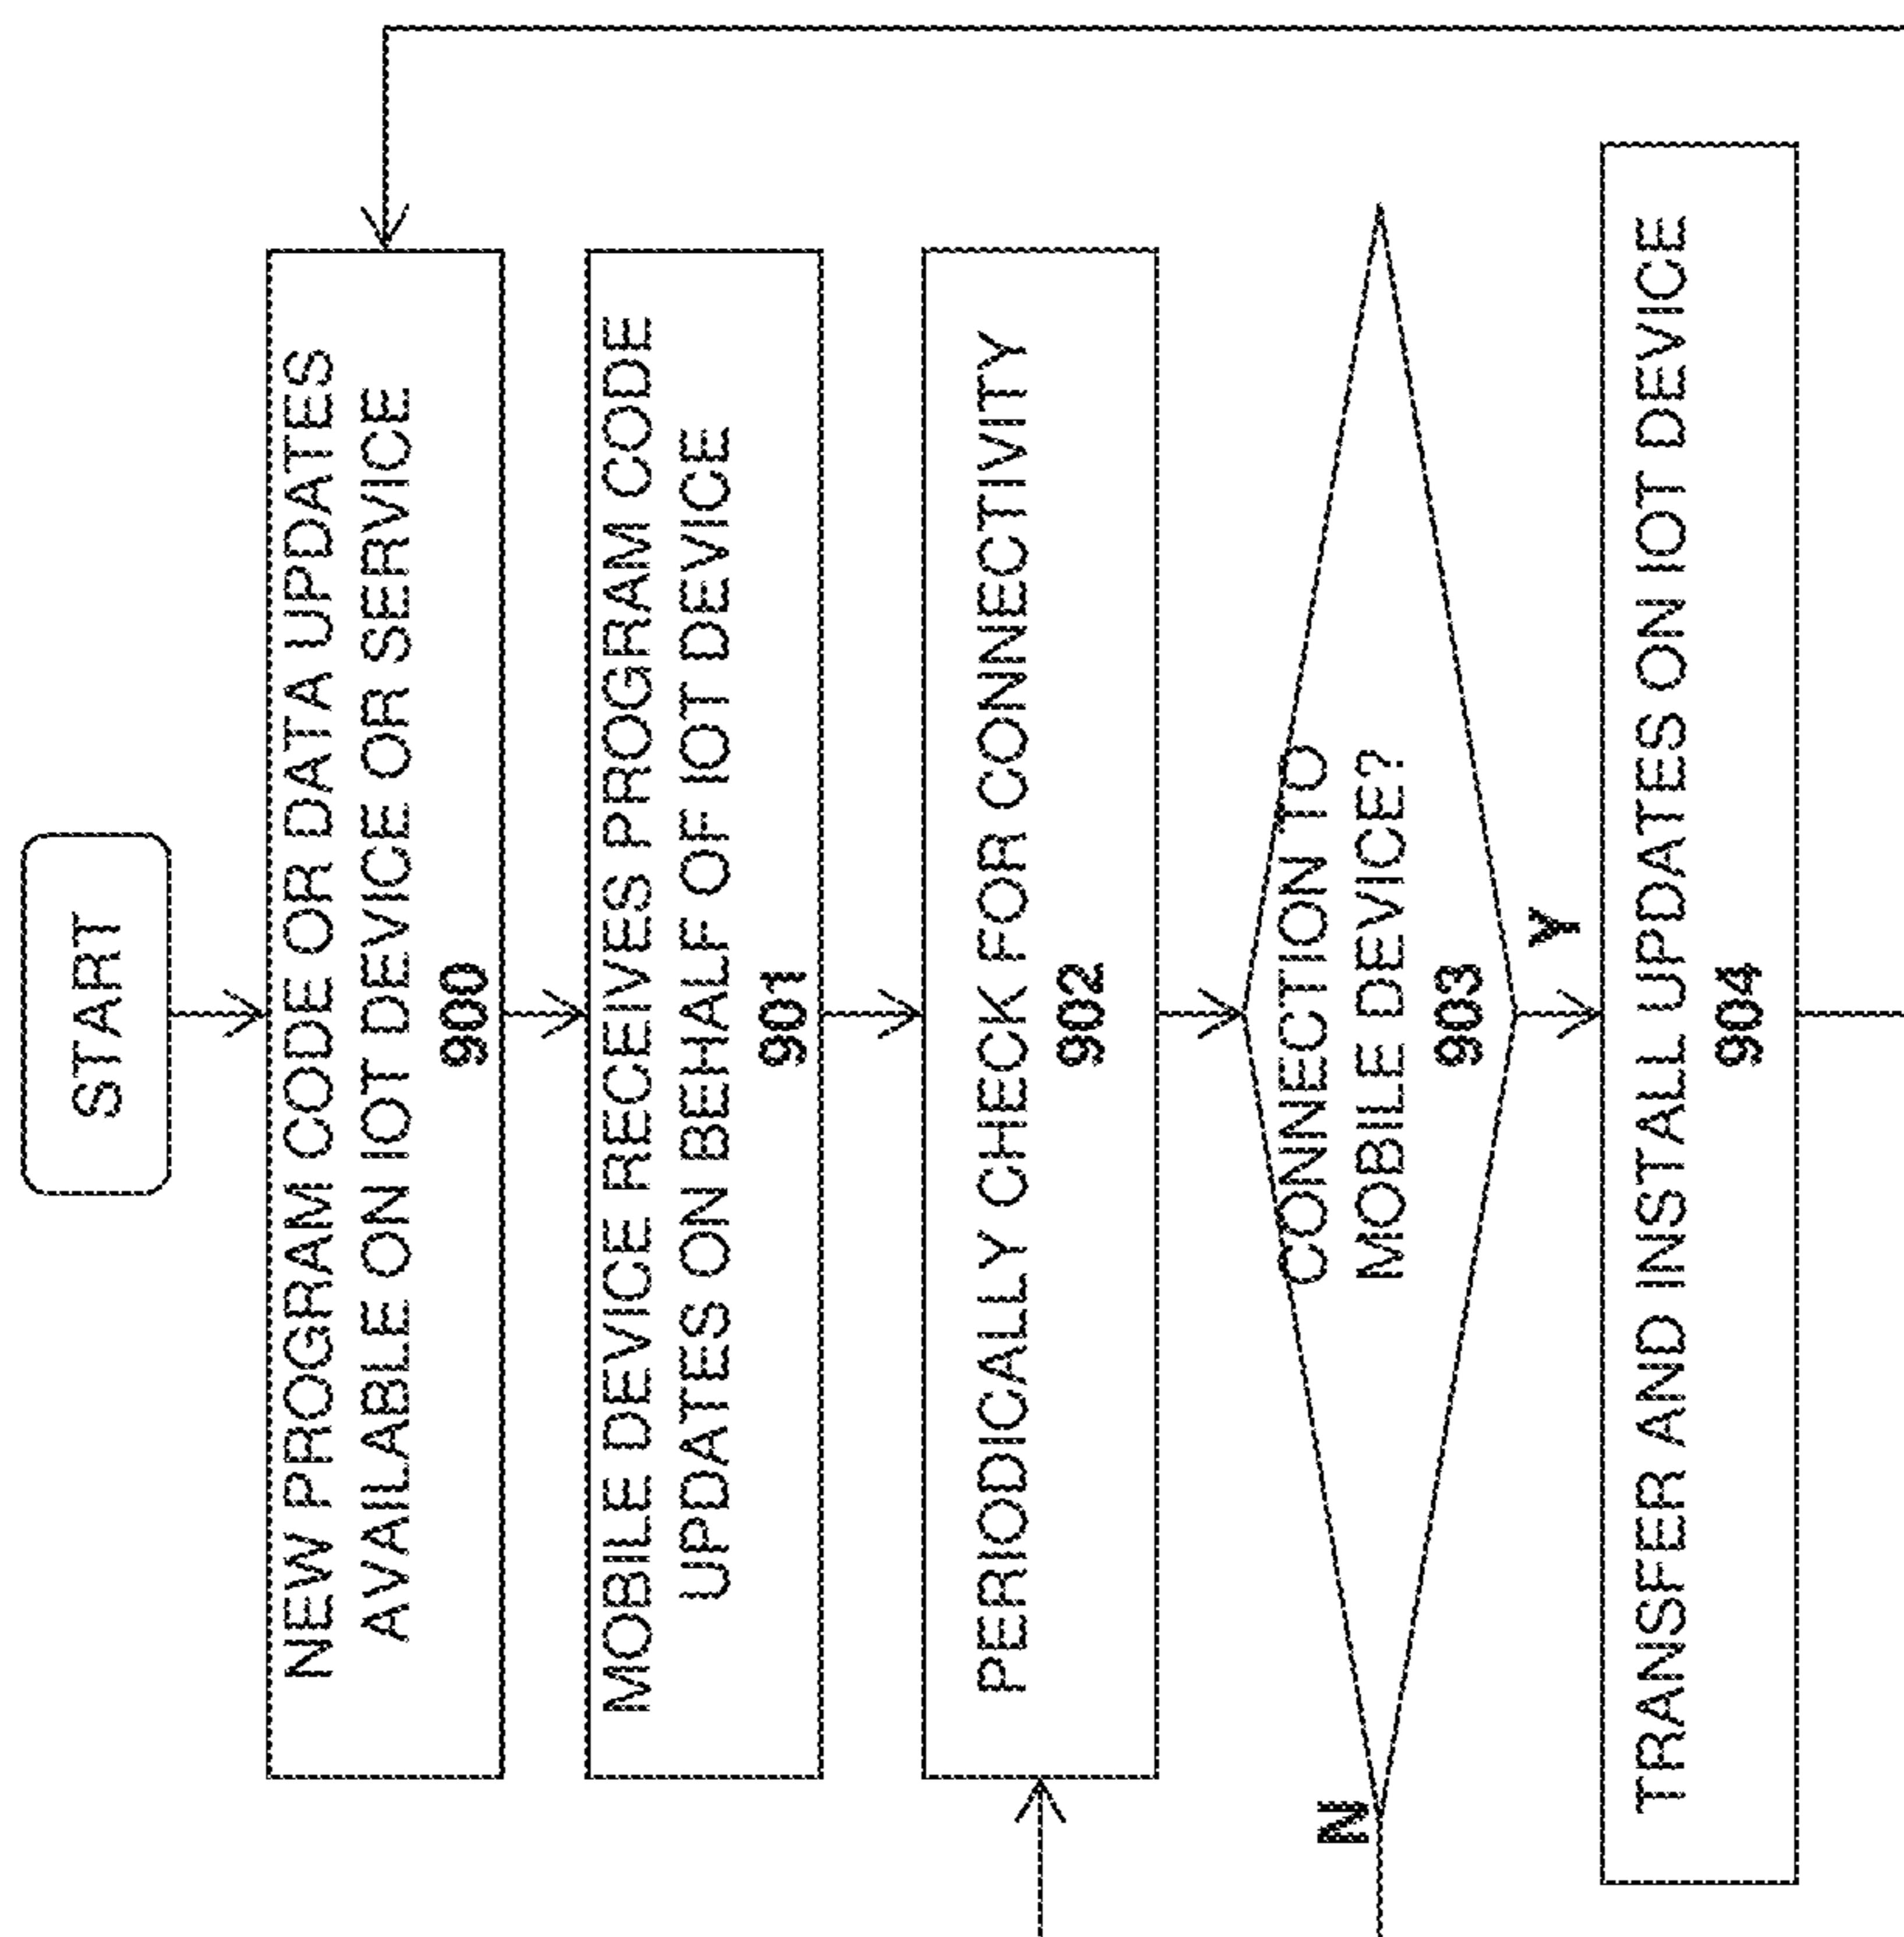 START
NEW PROGRAM CODE OR DATA UPDATES
AVAILABLE ON IOT DEVICE OR SERVICE
900
MOBILE DEVICE RECEIVES PROGRAM CODE
UPDATES ON BEHALF OF IOT DEVICE
901
PERIODICALLY CHECK FOR CONNECTIVITY
902
CONNECTION TO
MOBILE DEVICE?
903
N
Y
TRANSFER AND INSTALL UPDATES ON IOT DEVICE
904